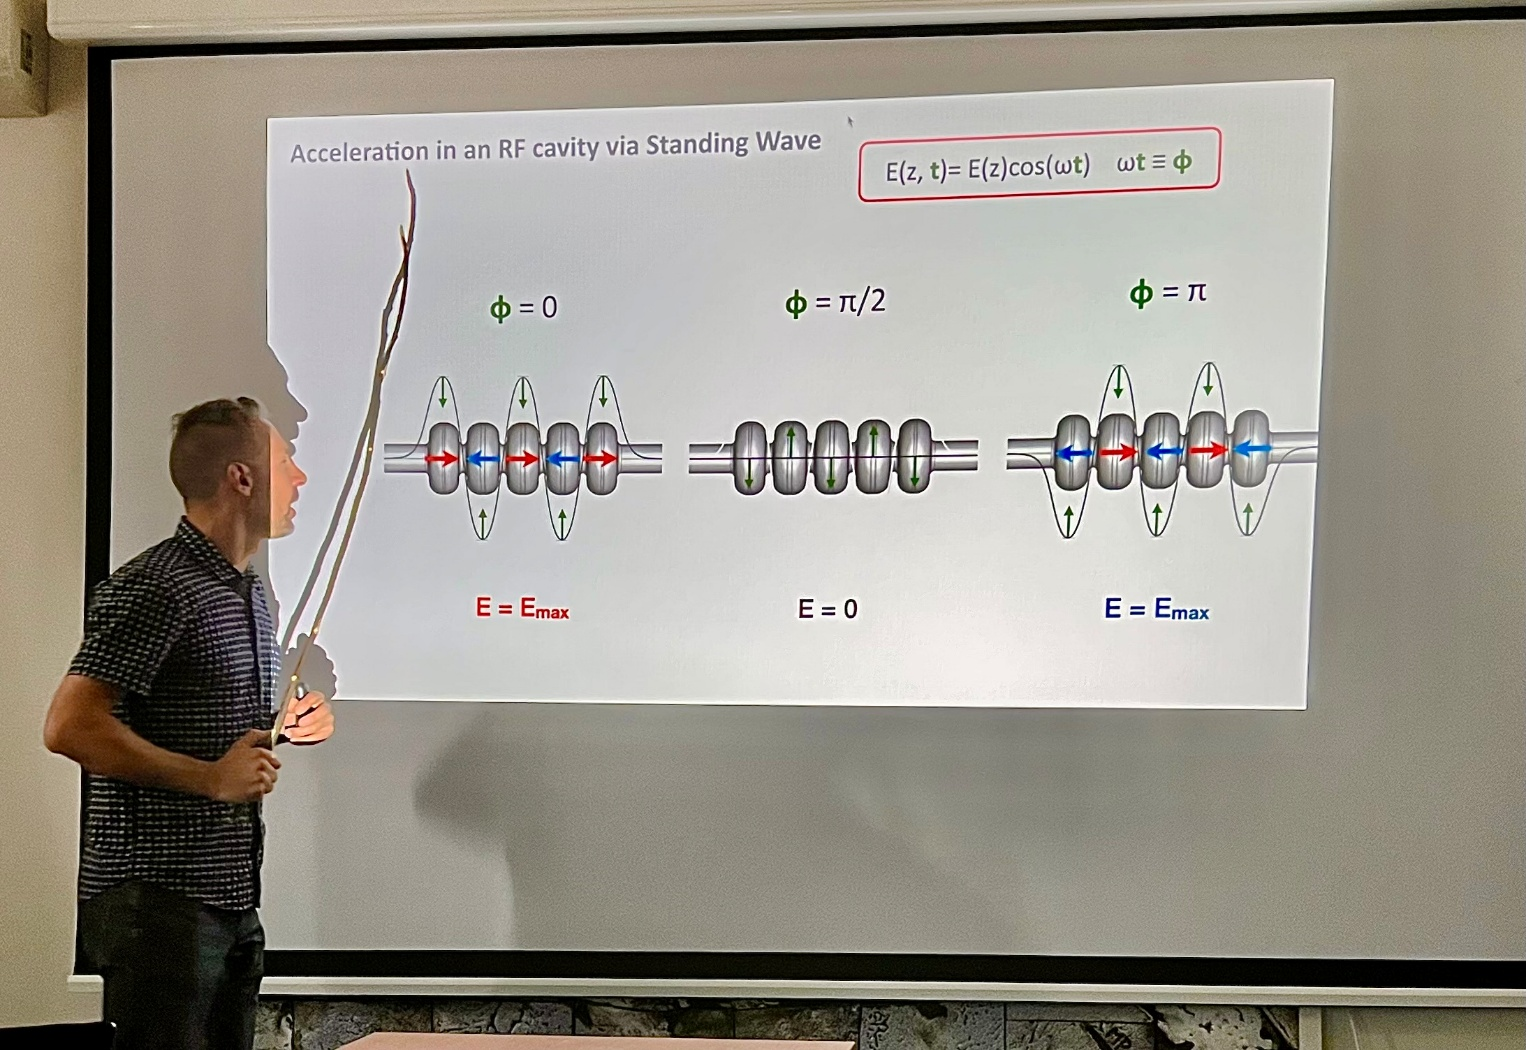 Acceleration in an RF cavity via Standing Wave
E(z, t)= E(z)cos(ωt) ωt ≡ ϕ
ϕ = 0
ϕ = π/2
ϕ = π
E = Emax
E = 0
E = Emax